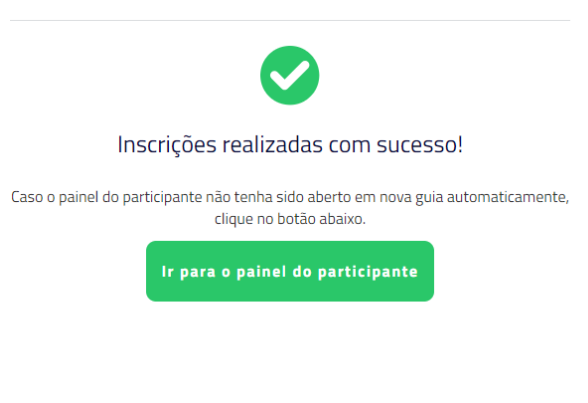 Inscrições realizadas com sucesso!
Caso o painel do participante não tenha sido aberto em nova guia automaticamente,
clique no botão abaixo.
Ir para o painel do participante